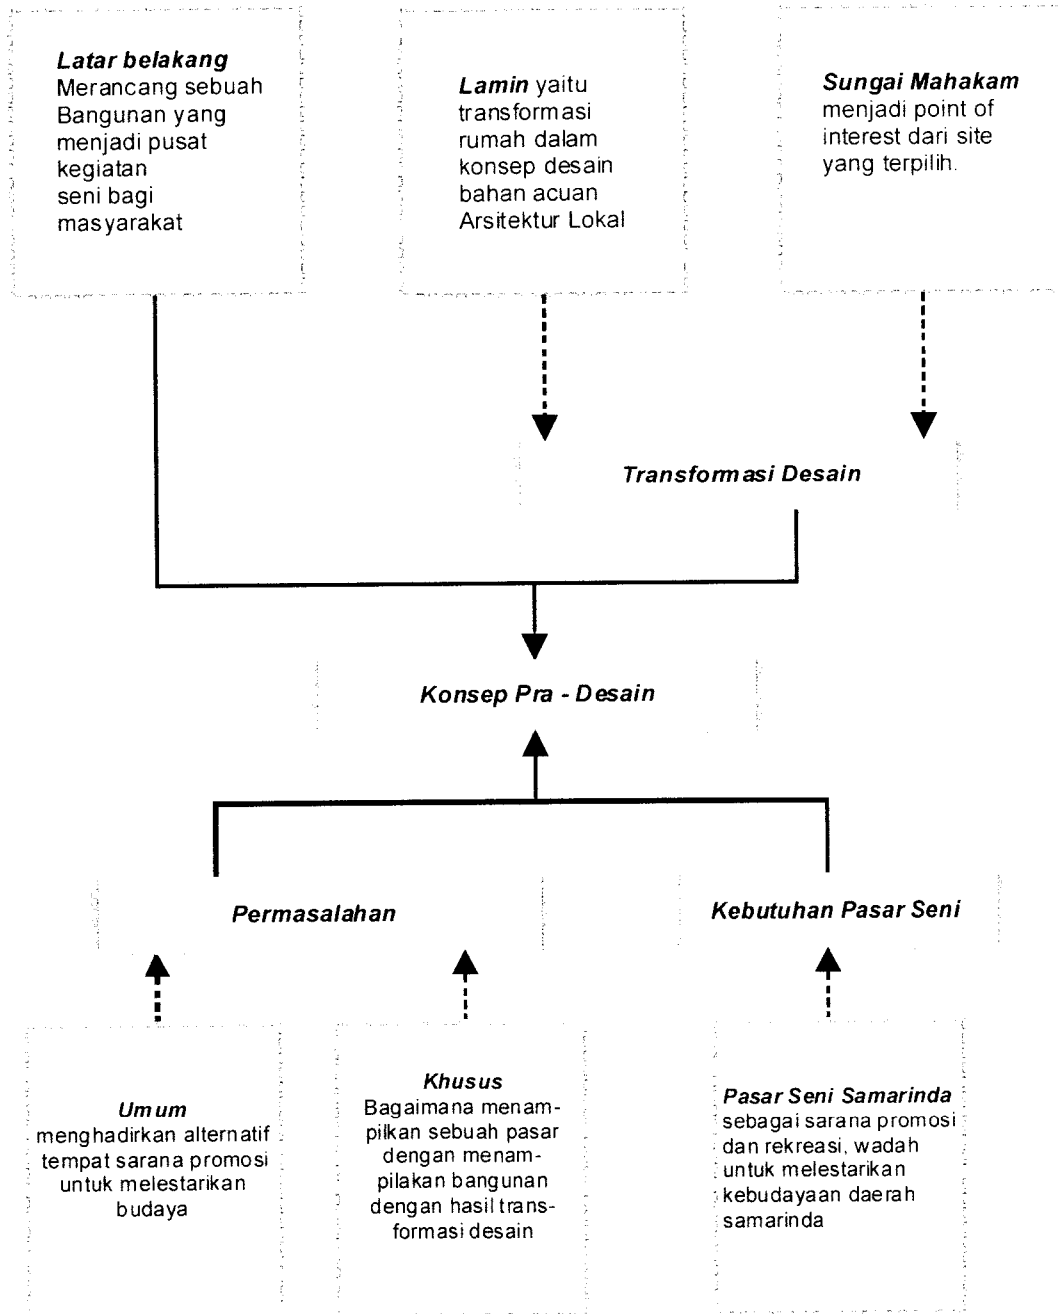 Latar belakang
Merancang sebuah
Bangunan yang
menjadi pusat
kegiatan
seni bagi
masyarakat
Lamin yaitu
transformasi
rumah dalam
konsep desain
bahan acuan
Arsitektur Lokal
Sungai Mahakam
menjadi point of
interest dari site
yang terpilih.
Transformasi Desain
Konsep Pra - Desain
Permasalahan
Kebutuhan Pasar Seni
Umum
menghadirkan alternatif
tempat sarana promosi
untuk melestarikan
budaya
Khusus
Bagaimana menam-
pilkan sebuah pasar
dengan menam-
pilakan bangunan
dengan hasil trans-
formasi desain
Pasar Seni Samarinda
sebagai sarana promosi
dan rekreasi, wadah
untuk melestarikan
kebudayaan daerah
samarinda